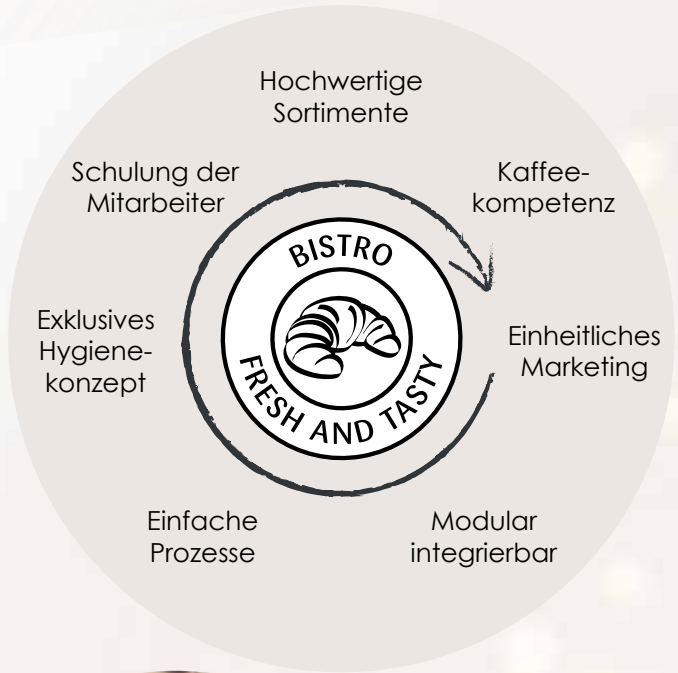 Hochwertige
Sortimente
Kaffee-
kompetenz
Einheitliches
Marketing
Modular
integrierbar
Einfache
Prozesse
Exklusives
Hygiene-
konzept
Schulung der
Mitarbeiter
BISTRO
FRESH AND TASTY